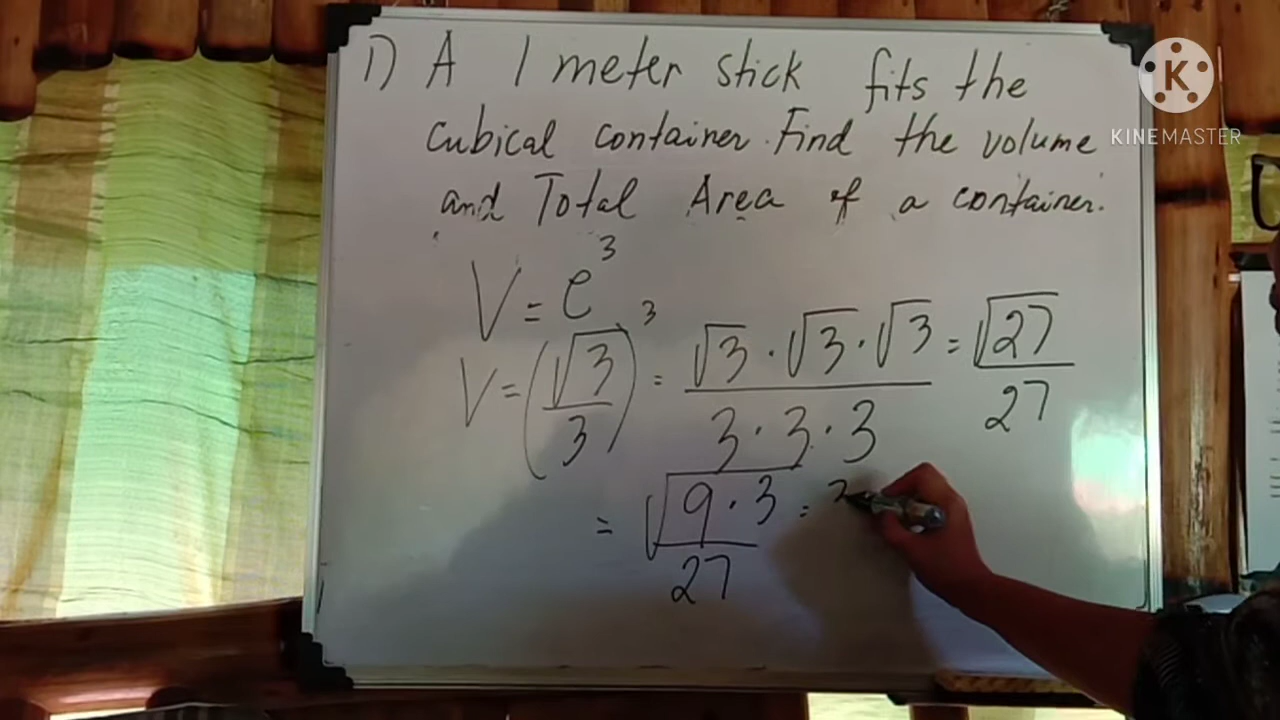 1) A 1 meter stick fits the
cubical container. Find the volume
and Total Area of a container.
V = e³
V = (√3/3)³ = √3 · √3 · √3 / 3 · 3 · 3 = √27/27
= √9 · 3 / 27 = 3
K
KINEMASTER